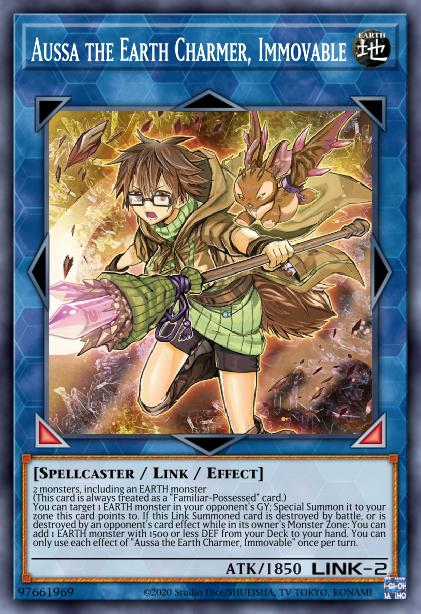 AUSSA THE EARTH CHARMER, IMMOVABLE
EARTH
地
[SPELLCASTER / LINK / EFFECT]
2 monsters, including an EARTH monster
(This card is always treated as a "Familiar-Possessed" card.)
You can target 1 EARTH monster in your opponent's GY; Special Summon it to your
zone this card points to. If this Link Summoned card is destroyed by battle, or is
destroyed by an opponent's card effect while in its owner's Monster Zone: You can
add 1 EARTH monster with 1500 or less DEF from your Deck to your hand. You can
only use each effect of "Aussa the Earth Charmer, Immovable" once per turn.
ATK/1850 LINK-2
97661969
©2020 Studio Dice/SHUEISHA, TV TOKYO, KONAMI